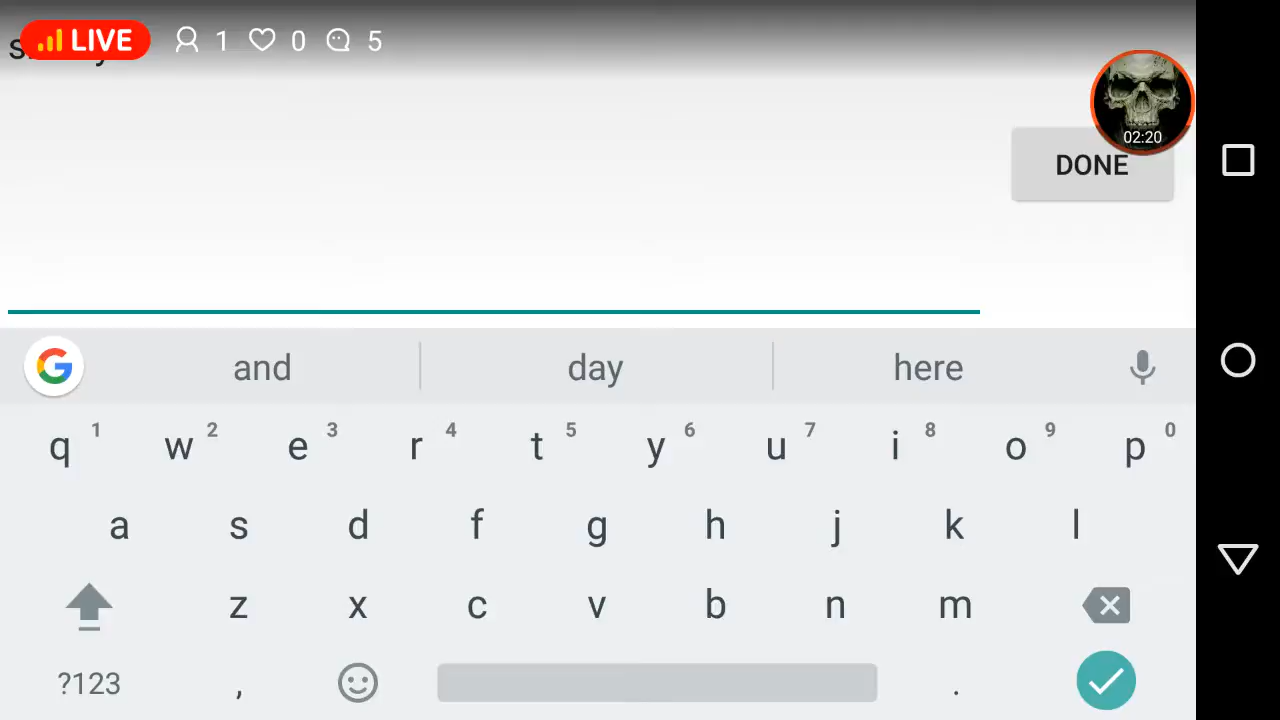 LIVE 1 0 5
02:20
DONE
and day here
q 1 w 2 e 3 r 4 t 5 y 6 u 7 i 8 o 9 p 0
a s d f g h j k l
z x c v b n m
?123 , .